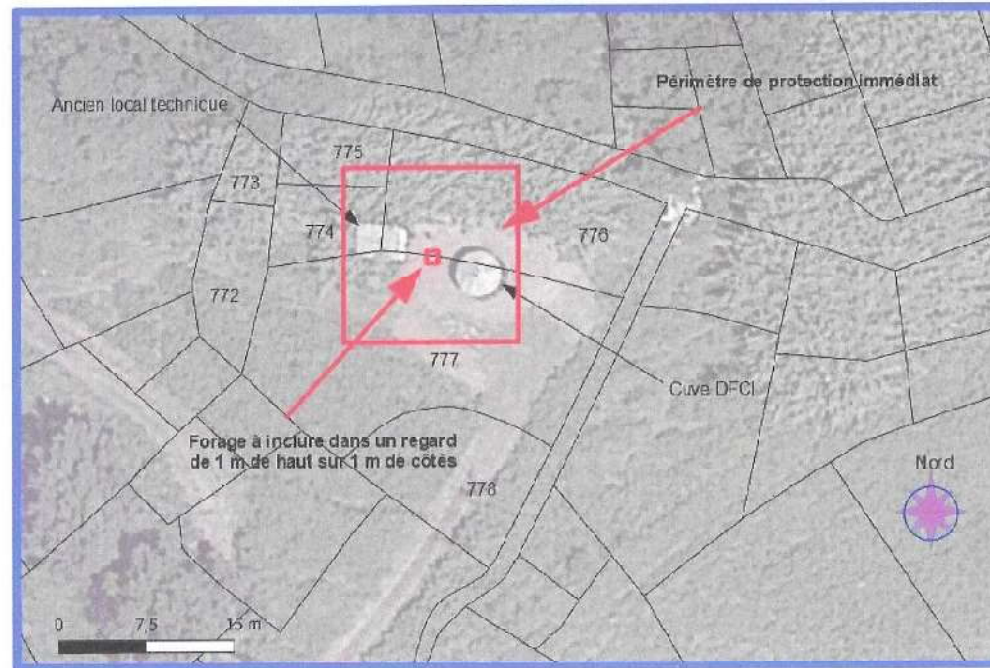 Périmètre de protection immédiat
Ancien local technique
775
773
774
776
772
777
Cuve DFCI
Forage à inclure dans un regard
de 1 m de haut sur 1 m de côtés
778
Nord
0 7,5 15 m